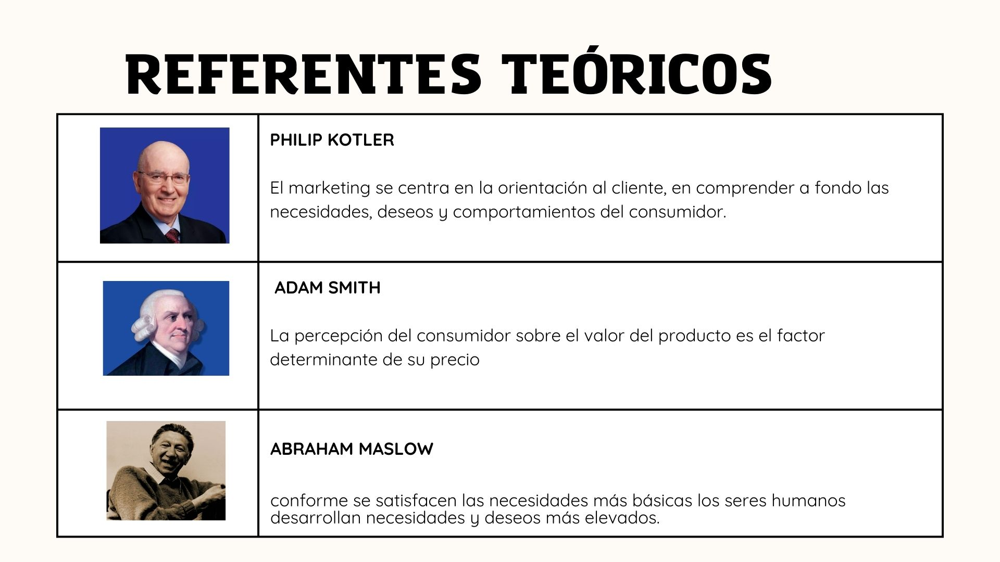 REFERENTES TEÓRICOS
PHILIP KOTLER
El marketing se centra en la orientación al cliente, en comprender a fondo las
necesidades, deseos y comportamientos del consumidor.
ADAM SMITH
La percepción del consumidor sobre el valor del producto es el factor
determinante de su precio
ABRAHAM MASLOW
conforme se satisfacen las necesidades más básicas los seres humanos
desarrollan necesidades y deseos más elevados.